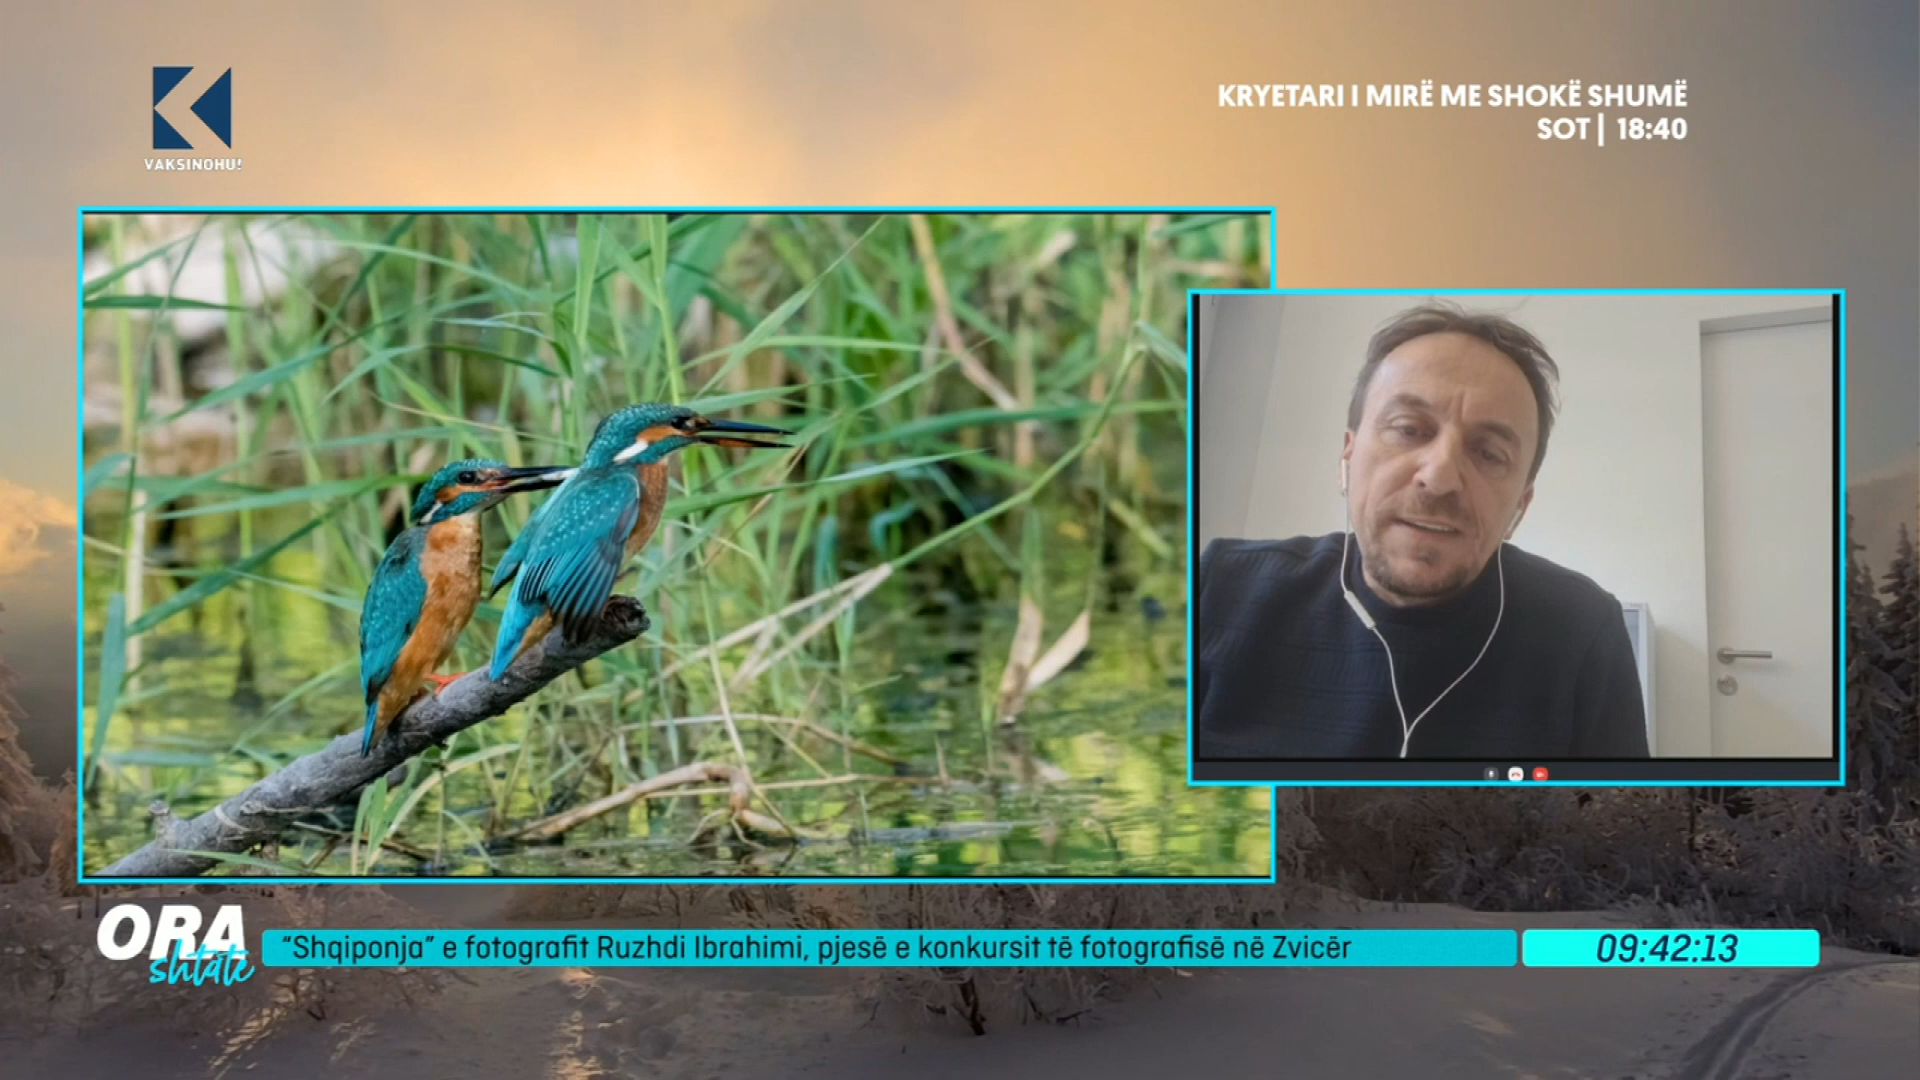 VAKSINOHU!
KRYETARI I MIRË ME SHOKË SHUMË
SOT | 18:40
ORA
shtatë
“Shqiponja” e fotografit Ruzhdi Ibrahimi, pjesë e konkursit të fotografisë në Zvicër
09:42:13